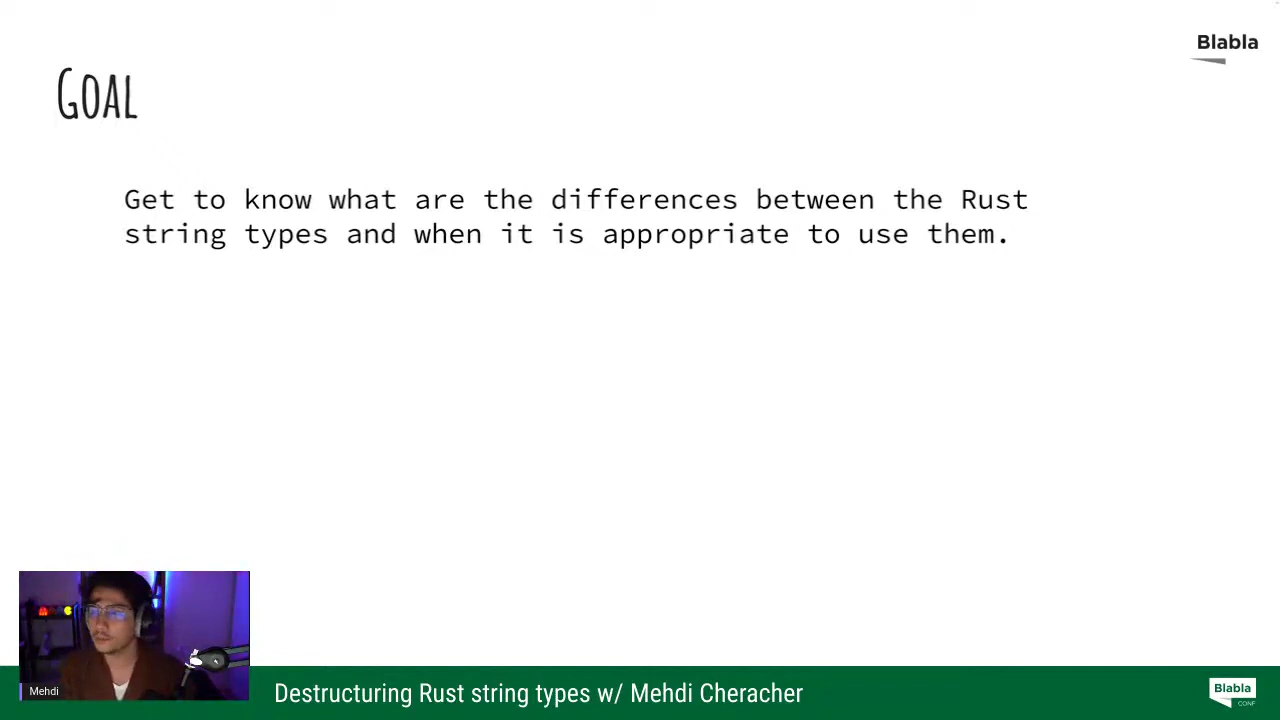 Blabla
GOAL
Get to know what are the differences between the Rust
string types and when it is appropriate to use them.
Mehdi
Destructuring Rust string types w/ Mehdi Cheracher
Blabla
CONF